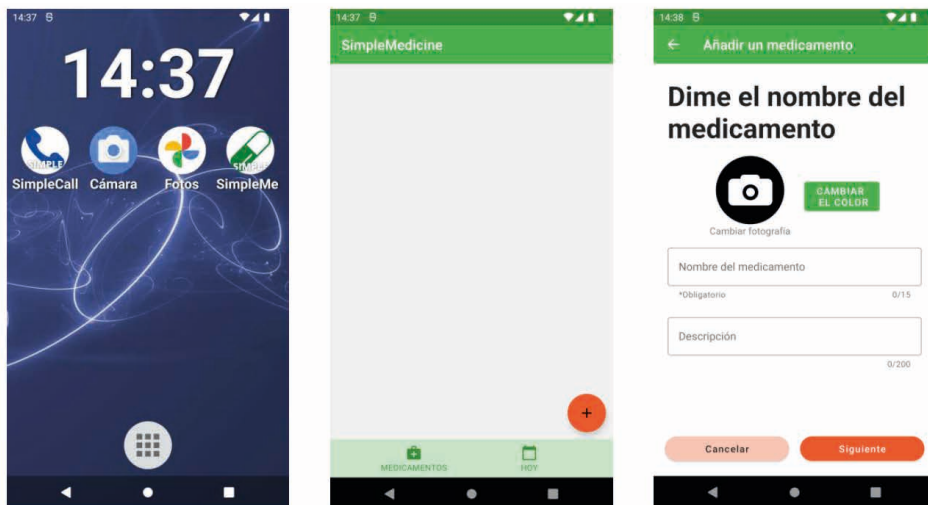 14:37
14:37
SIMPLE
SIMPLE
SimpleCall Cámara Fotos SimpleMe
14:37
SimpleMedicine
+
MEDICAMENTOS HOY
14:38
Añadir un medicamento
Dime el nombre del
medicamento
CAMBIAR
EL COLOR
Cambiar fotografía
Nombre del medicamento
*Obligatorio 0/15
Descripción
0/200
Cancelar Siguiente